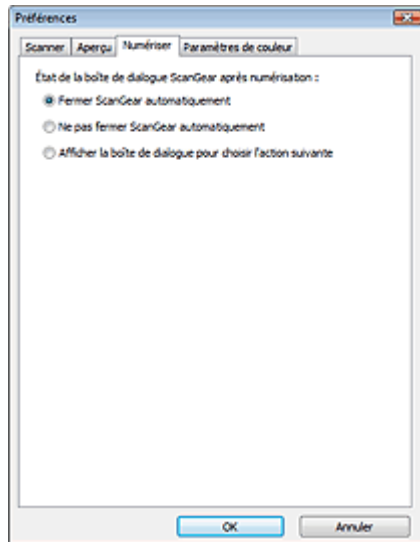 Préférences
Scanner Aperçu Numériser Paramètres de couleur
État de la boîte de dialogue ScanGear après numérisation :
Fermer ScanGear automatiquement
Ne pas fermer ScanGear automatiquement
Afficher la boîte de dialogue pour choisir l'action suivante
OK Annuler